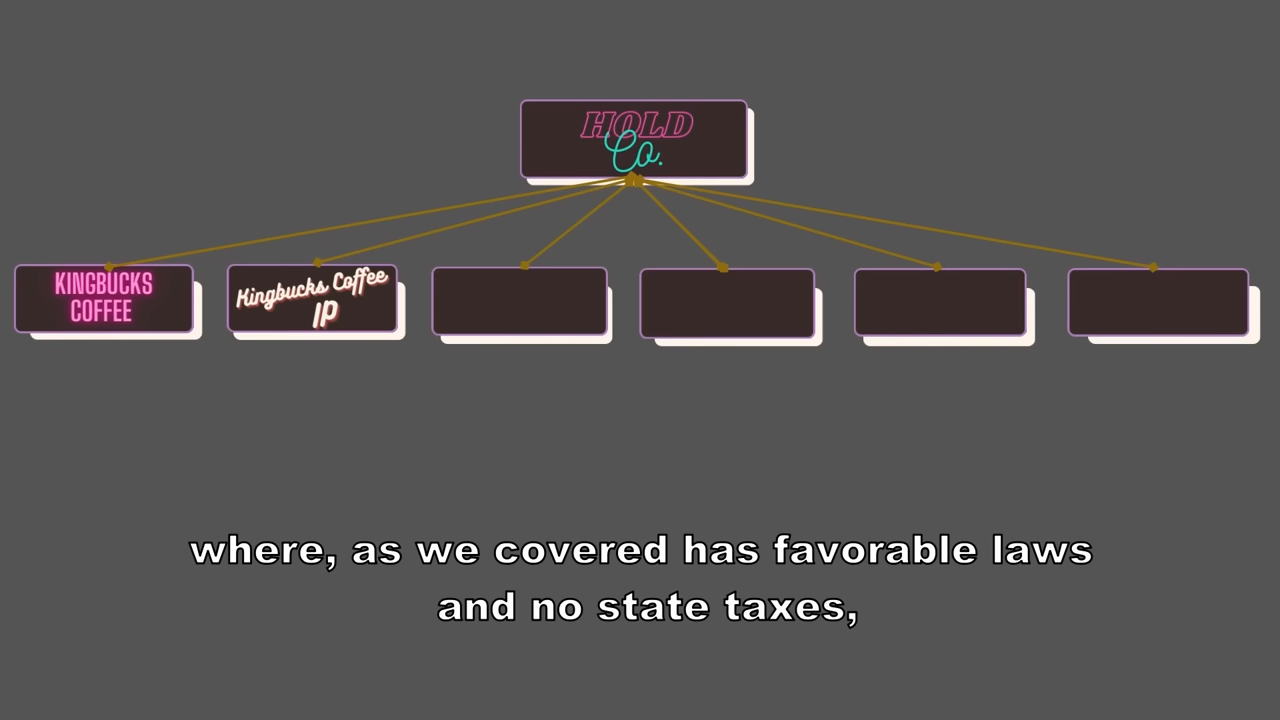 HOLD
Co.
KINGBUCKS
COFFEE
Kingbucks Coffee
IP
where, as we covered has favorable laws
and no state taxes,